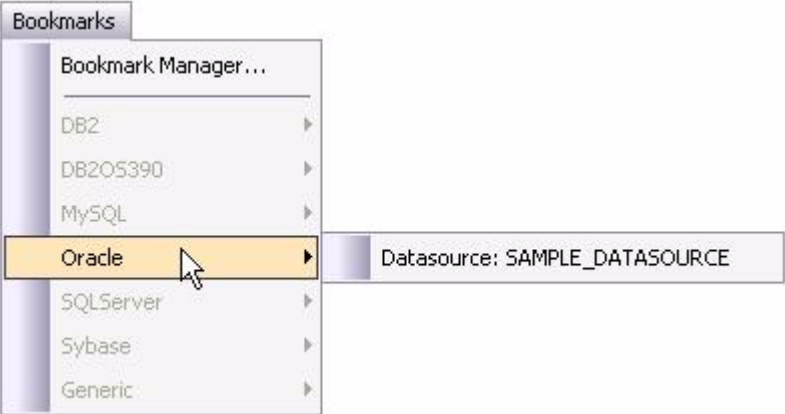 Bookmarks
Bookmark Manager...
DB2
DB2OS390
MySQL
Oracle
Datasource: SAMPLE_DATASOURCE
SQLServer
Sybase
Generic